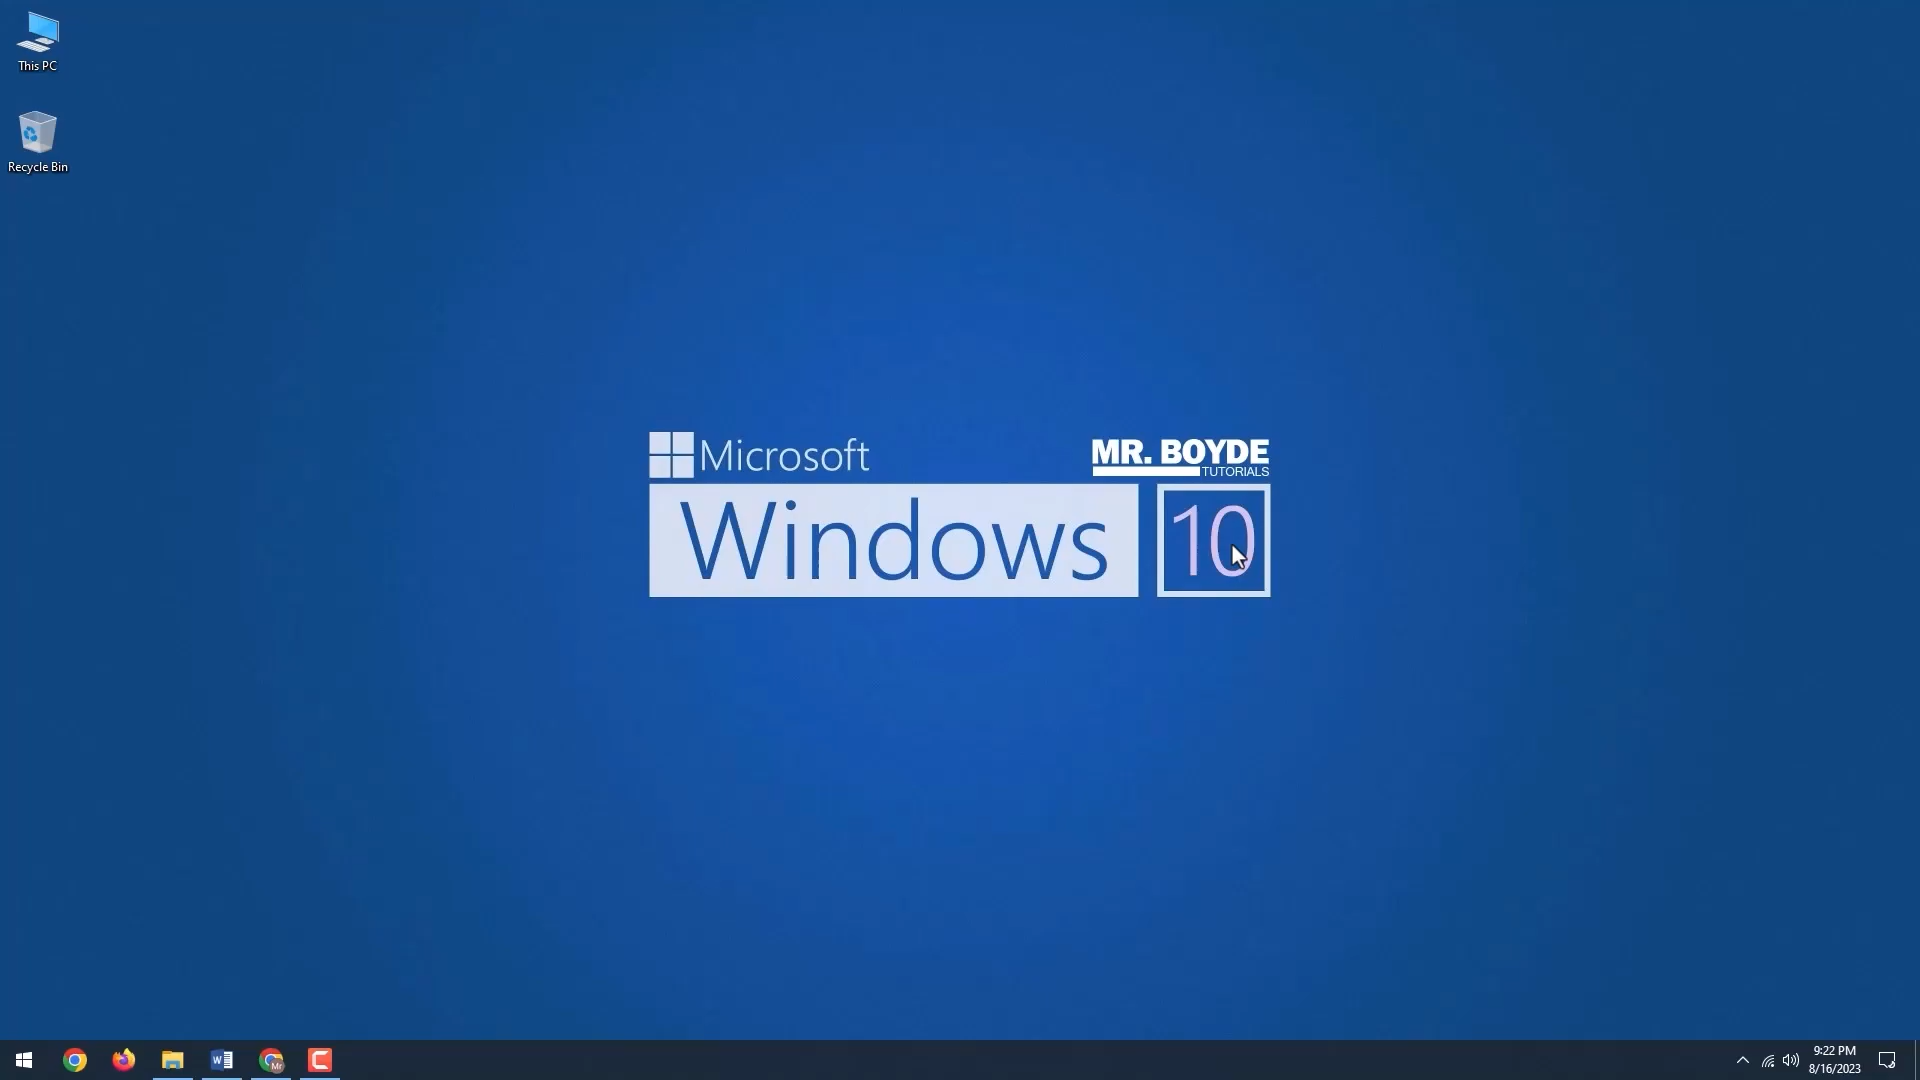 This PC
Recycle Bin
Microsoft
MR. BOYDE
TUTORIALS
Windows 10
9:22 PM
8/16/2023